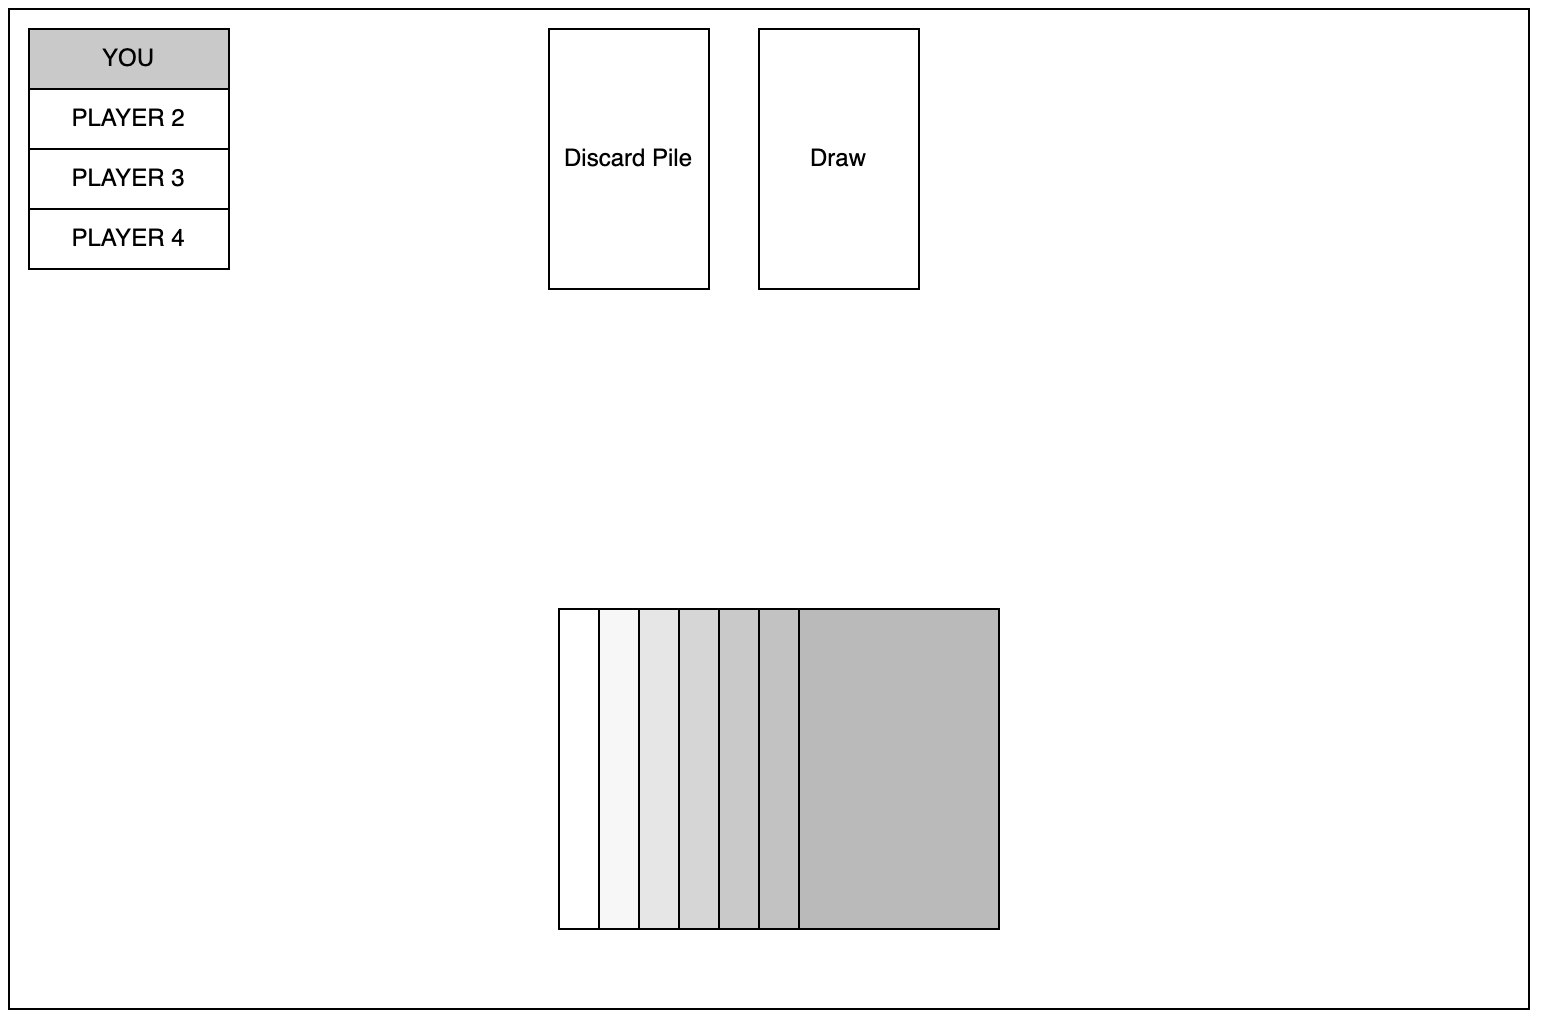 YOU
PLAYER 2
PLAYER 3
PLAYER 4
Discard Pile
Draw